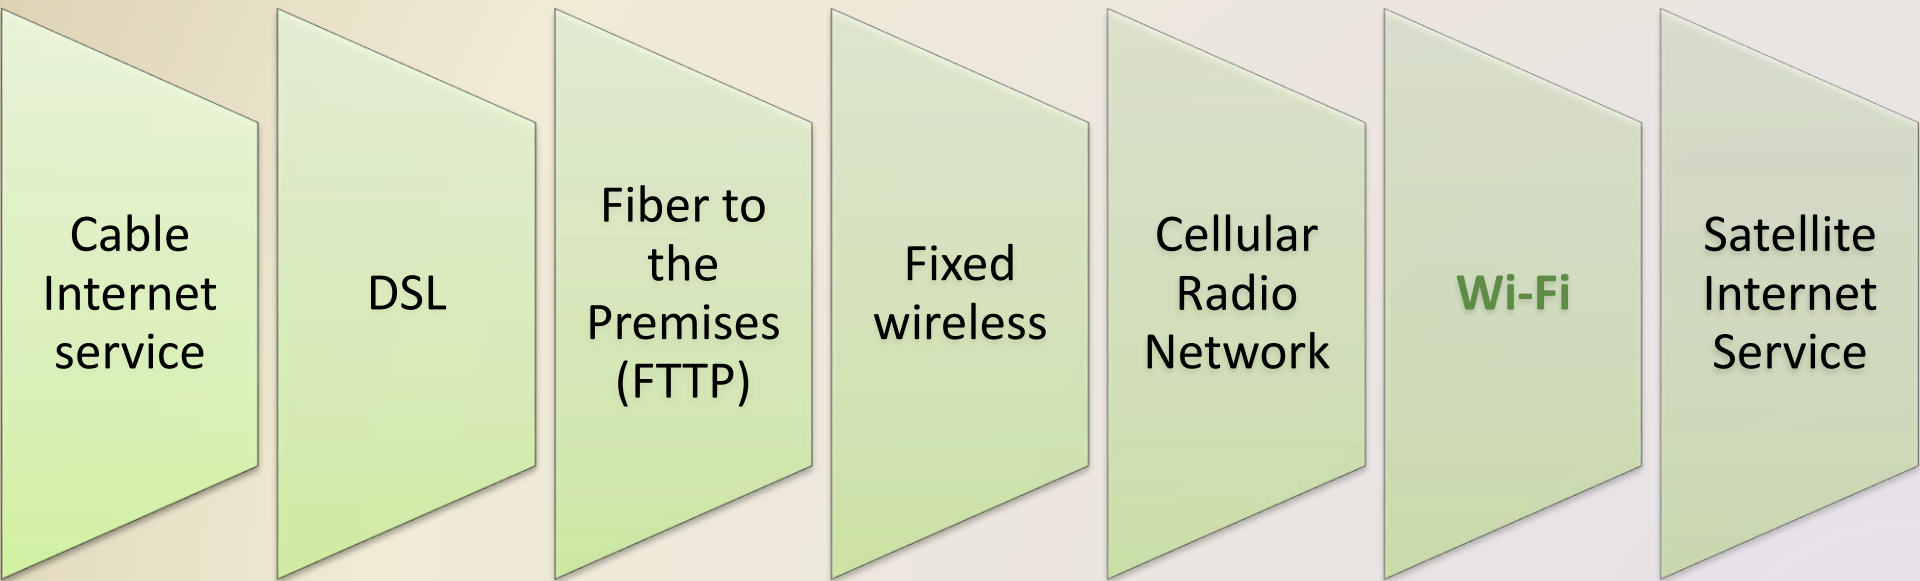 Cable
Internet
service
DSL
Fiber to
the
Premises
(FTTP)
Fixed
wireless
Cellular
Radio
Network
Wi-Fi
Satellite
Internet
Service